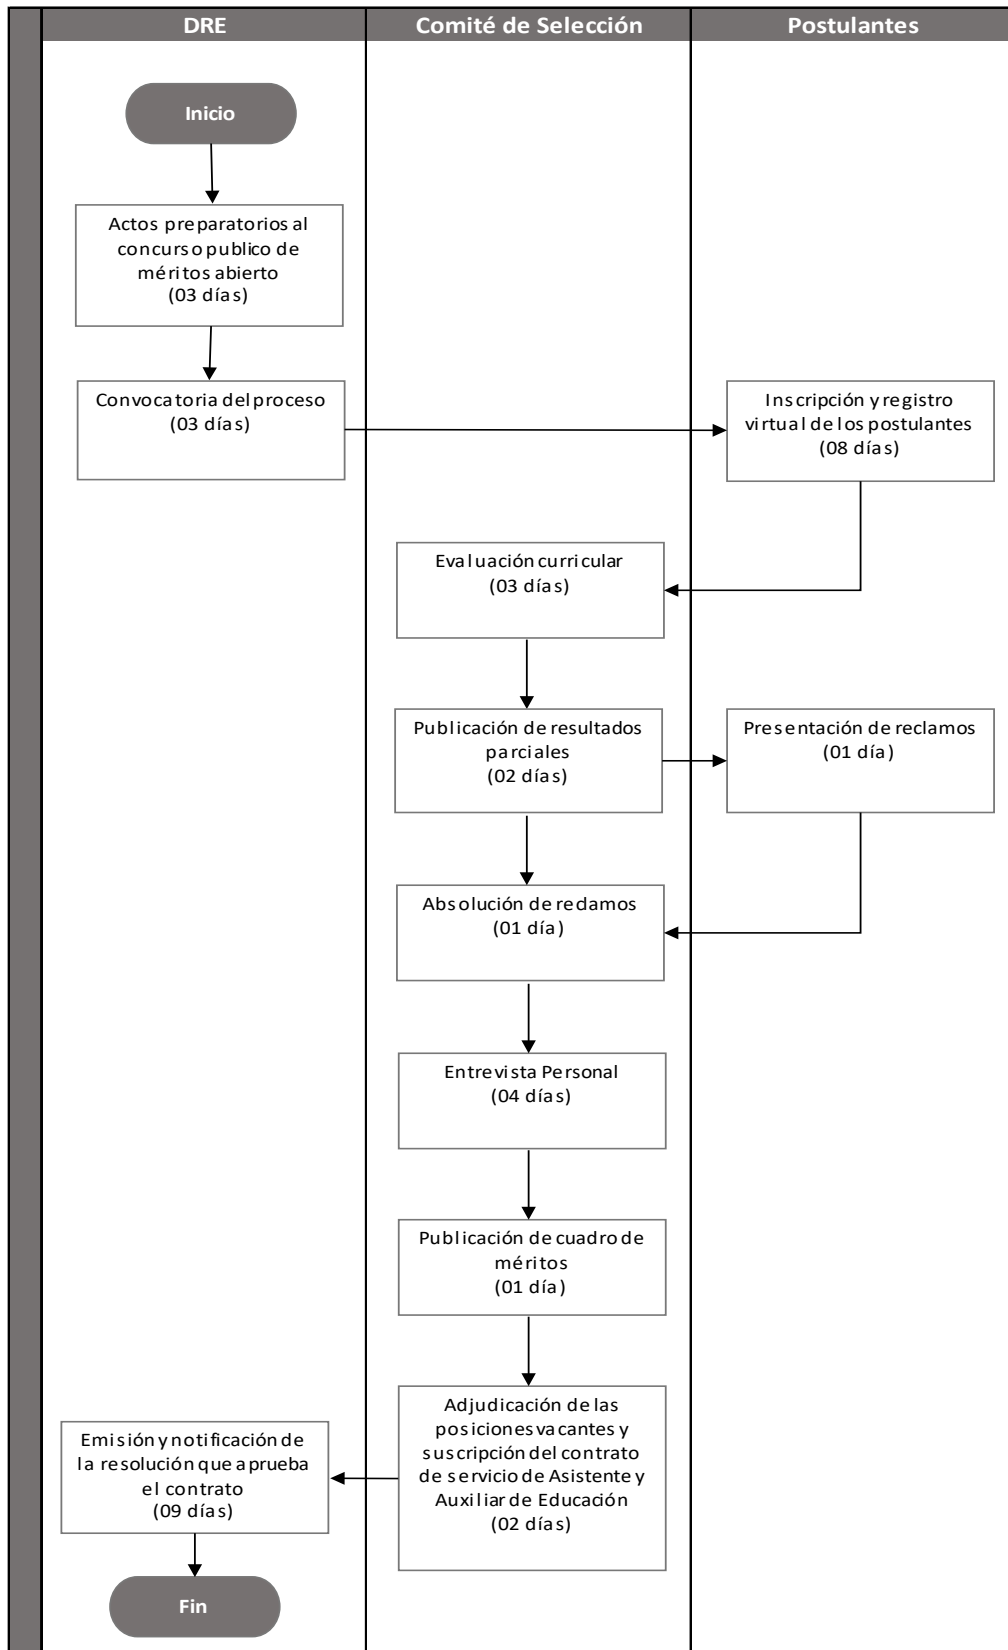 DRE
Comité de Selección
Postulantes
Inicio
Actos preparatorios al
concurso publico de
méritos abierto
(03 días)
Convocatoria del proceso
(03 días)
Inscripción y registro
virtual de los postulantes
(08 días)
Evaluación curricular
(03 días)
Publicación de resultados
parciales
(02 días)
Presentación de reclamos
(01 día)
Absolución de reclamos
(01 día)
Entrevista Personal
(04 días)
Publicación de cuadro de
méritos
(01 día)
Adjudicación de las
posiciones vacantes y
suscripción del contrato
de servicio de Asistente y
Auxiliar de Educación
(02 días)
Emisión y notificación de
la resolución que aprueba
el contrato
(09 días)
Fin